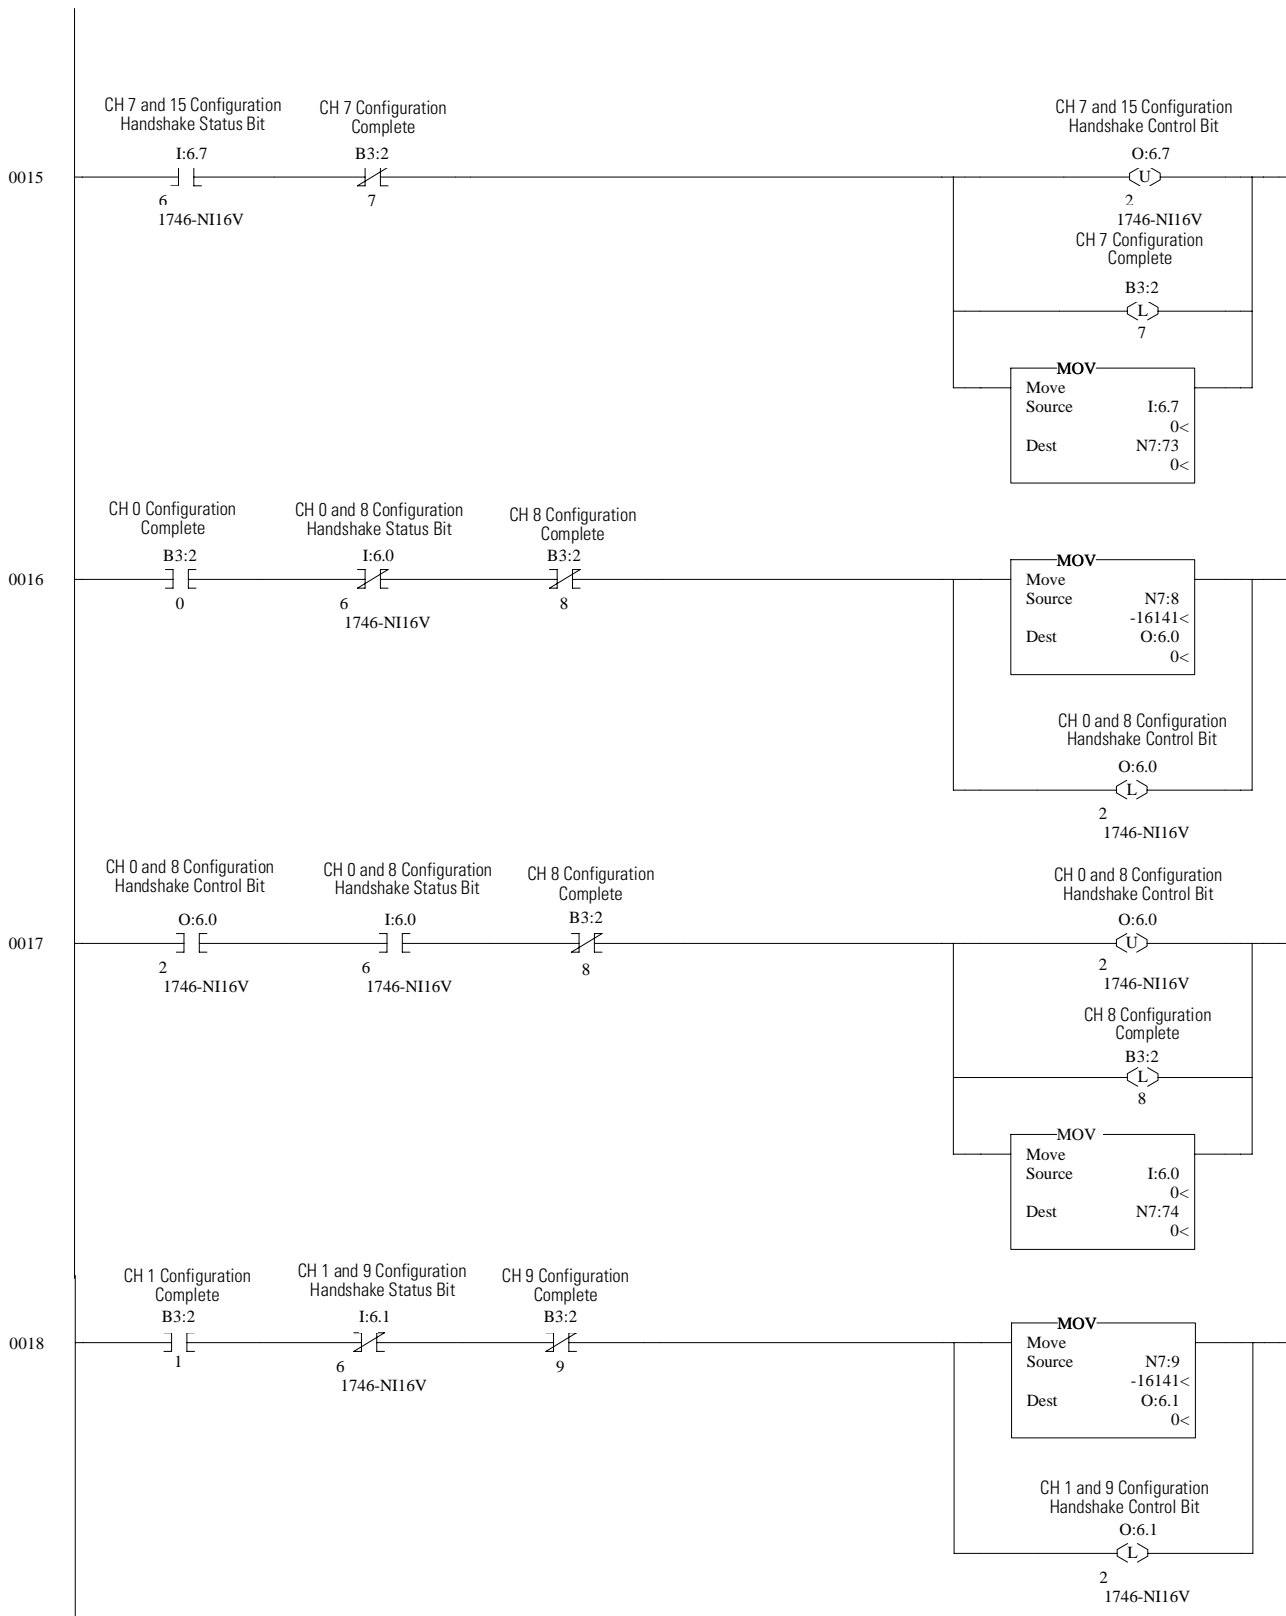 CH 7 and 15 Configuration
Handshake Status Bit
CH 7 Configuration
Complete
CH 7 and 15 Configuration
Handshake Control Bit
I:6.7
B3:2
O:6.7
0015
U
6
7
2
1746-NI16V
1746-NI16V
CH 7 Configuration
Complete
B3:2
L
7
MOV
Move
Source I:6.7
0<
Dest N7:73
0<
CH 0 Configuration
Complete
CH 0 and 8 Configuration
Handshake Status Bit
CH 8 Configuration
Complete
B3:2
I:6.0
B3:2
0016
0
6
8
1746-NI16V
MOV
Move
Source N7:8
-16141<
Dest O:6.0
0<
CH 0 and 8 Configuration
Handshake Control Bit
O:6.0
L
2
1746-NI16V
CH 0 and 8 Configuration
Handshake Control Bit
CH 0 and 8 Configuration
Handshake Status Bit
CH 8 Configuration
Complete
CH 0 and 8 Configuration
Handshake Control Bit
O:6.0
I:6.0
B3:2
O:6.0
0017
U
2
6
8
2
1746-NI16V
1746-NI16V
1746-NI16V
CH 8 Configuration
Complete
B3:2
L
8
MOV
Move
Source I:6.0
0<
Dest N7:74
0<
CH 1 Configuration
Complete
CH 1 and 9 Configuration
Handshake Status Bit
CH 9 Configuration
Complete
B3:2
I:6.1
B3:2
0018
1
6
9
1746-NI16V
MOV
Move
Source N7:9
-16141<
Dest O:6.1
0<
CH 1 and 9 Configuration
Handshake Control Bit
O:6.1
L
2
1746-NI16V